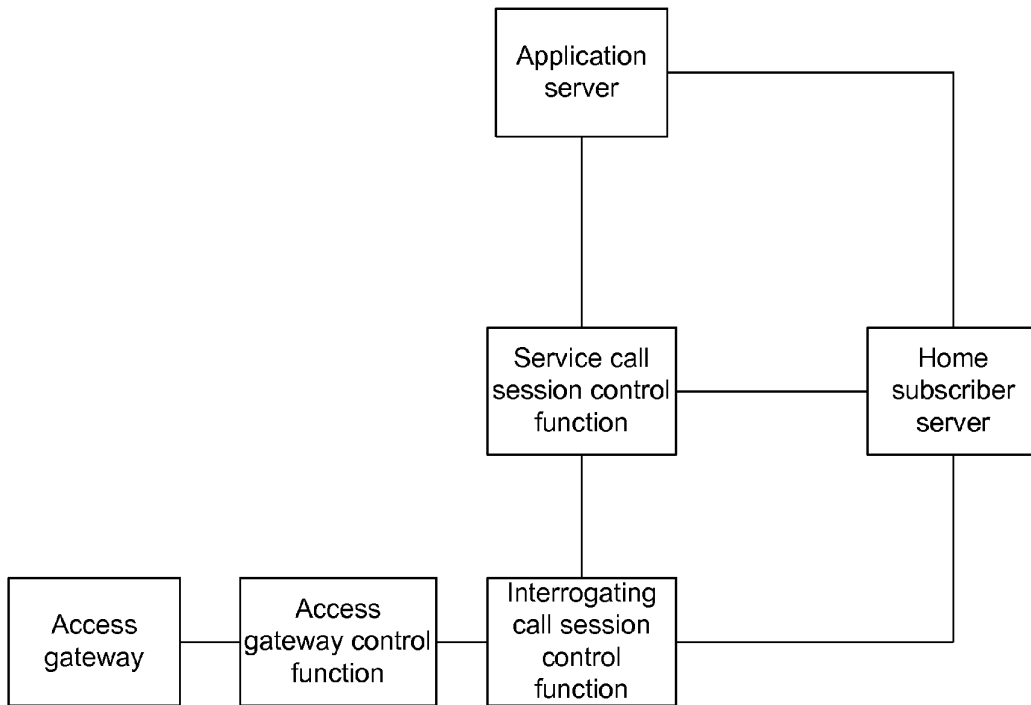 Application
server
Service call
session control
function
Home
subscriber
server
Access
gateway
Access
gateway control
function
Interrogating
call session
control
function